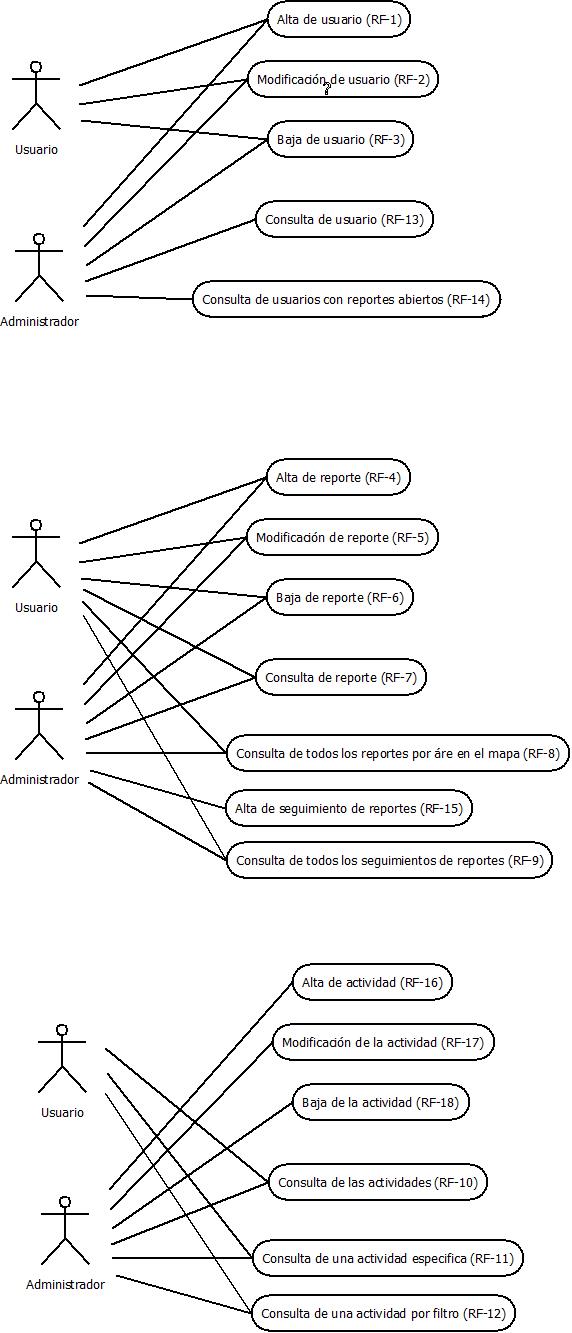 Alta de usuario (RF-1)
Modificación de usuario (RF-2)
?
Usuario
Baja de usuario (RF-3)
Consulta de usuario (RF-13)
Administrador
Consulta de usuarios con reportes abiertos (RF-14)
Alta de reporte (RF-4)
Modificación de reporte (RF-5)
Usuario
Baja de reporte (RF-6)
Consulta de reporte (RF-7)
Administrador
Consulta de todos los reportes por áre en el mapa (RF-8)
Alta de seguimiento de reportes (RF-15)
Consulta de todos los seguimientos de reportes (RF-9)
Alta de actividad (RF-16)
Modificación de la actividad (RF-17)
Usuario
Baja de la actividad (RF-18)
Consulta de las actividades (RF-10)
Administrador
Consulta de una actividad especifica (RF-11)
Consulta de una actividad por filtro (RF-12)